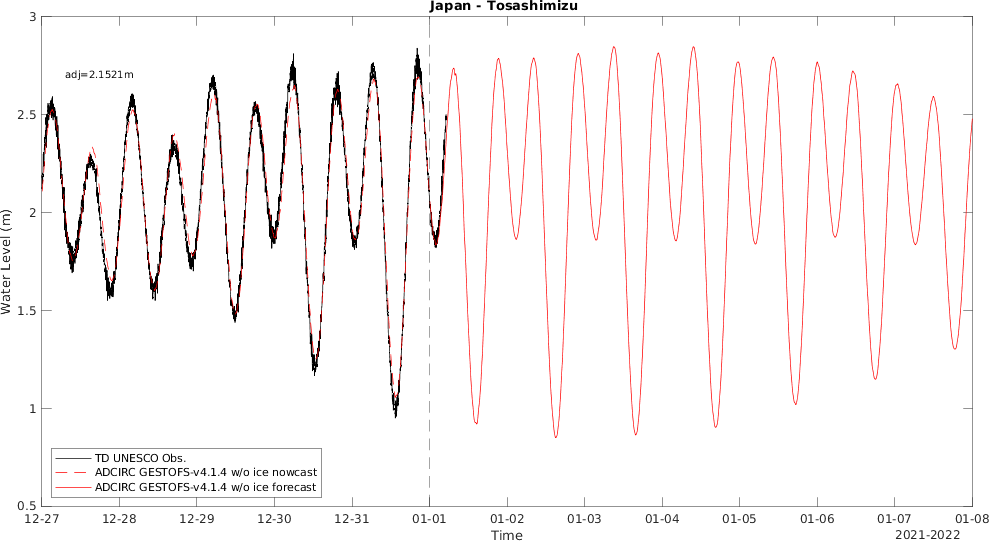 Japan - Tosashimizu
3
adj=2.1521m
2.5
2
Water Level (m)
1.5
1
TD UNESCO Obs.
ADCIRC GESTOFS-v4.1.4 w/o ice nowcast
ADCIRC GESTOFS-v4.1.4 w/o ice forecast
0.5
12-27 12-28 12-29 12-30 12-31 01-01 01-02 01-03 01-04 01-05 01-06 01-07 01-08
Time
2021-2022